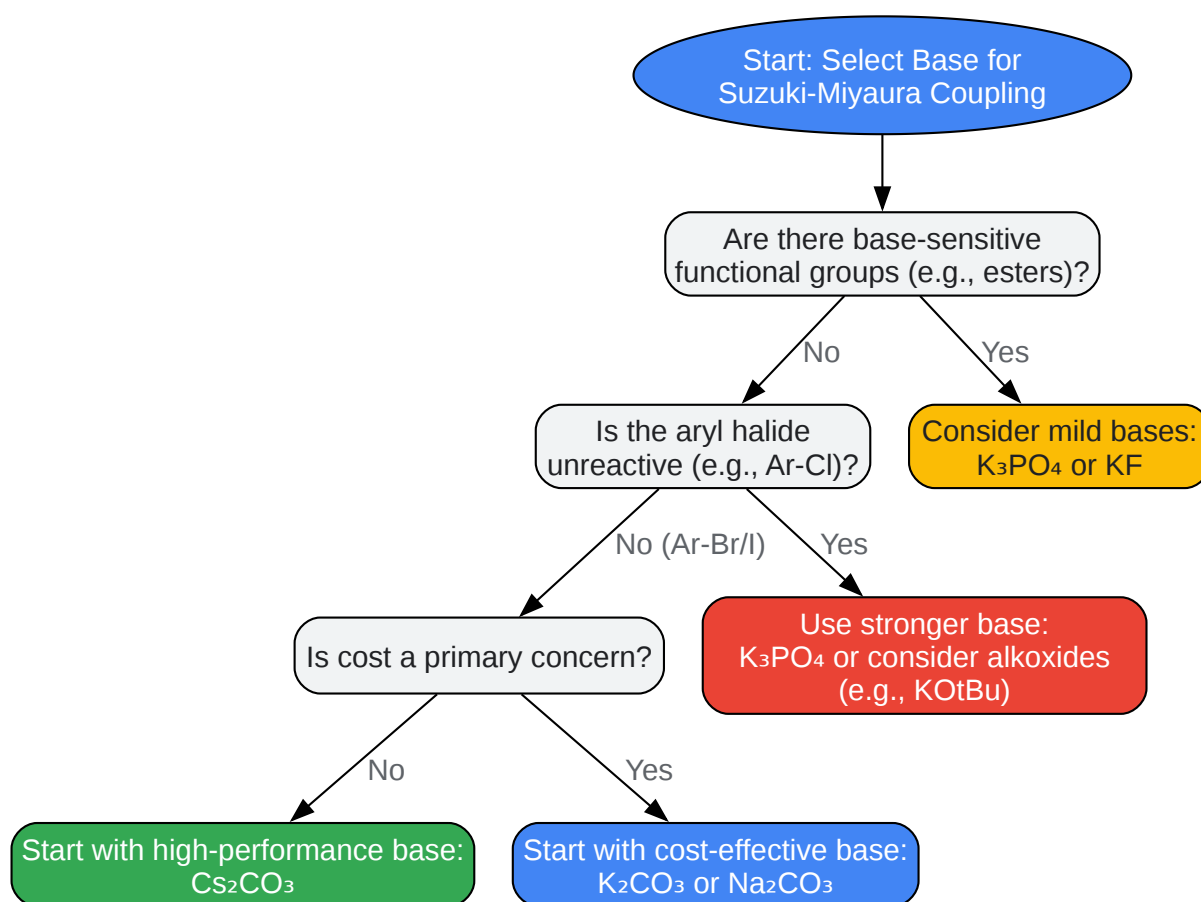 Start: Select Base for
Suzuki-Miyaura Coupling
Are there base-sensitive
functional groups (e.g., esters)?
No
Yes
Is the aryl halide
unreactive (e.g., Ar-Cl)?
Consider mild bases:
K₃PO₄ or KF
No (Ar-Br/I)
Yes
Is cost a primary concern?
Use stronger base:
K₃PO₄ or consider alkoxides
(e.g., KOtBu)
No
Yes
Start with high-performance base:
Cs₂CO₃
Start with cost-effective base:
K₂CO₃ or Na₂CO₃